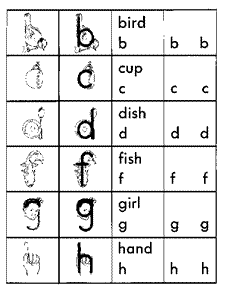 b bird
b b b
c cup
c c c
d dish
d d d
f fish
f f f
g g girl
g g g
h hand
h h h